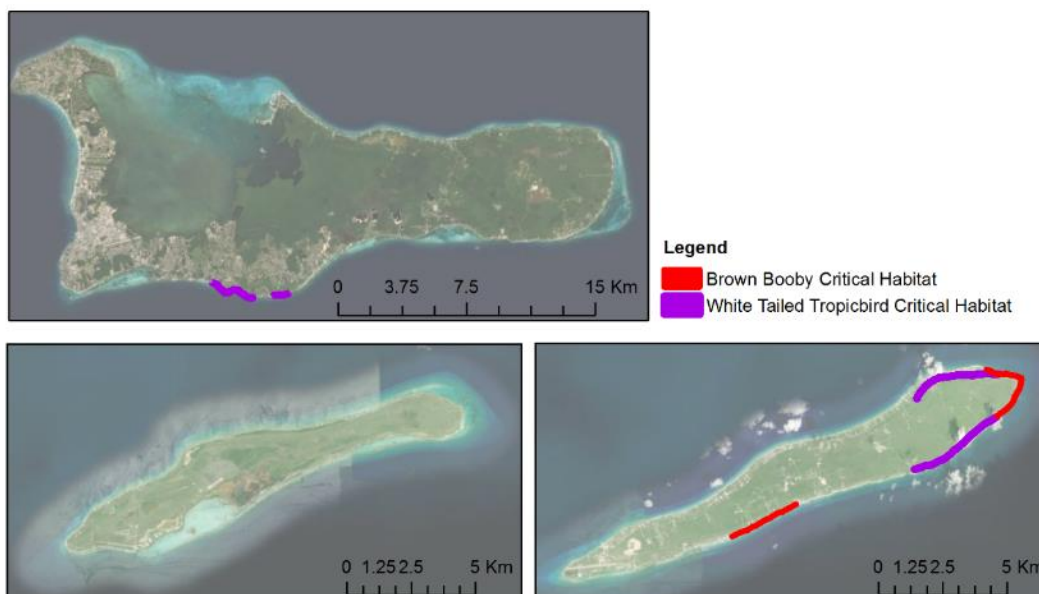 Legend
Brown Booby Critical Habitat
White Tailed Tropicbird Critical Habitat
0 3.75 7.5 15 Km
0 1.25 2.5 5 Km
0 1.25 2.5 5 Km